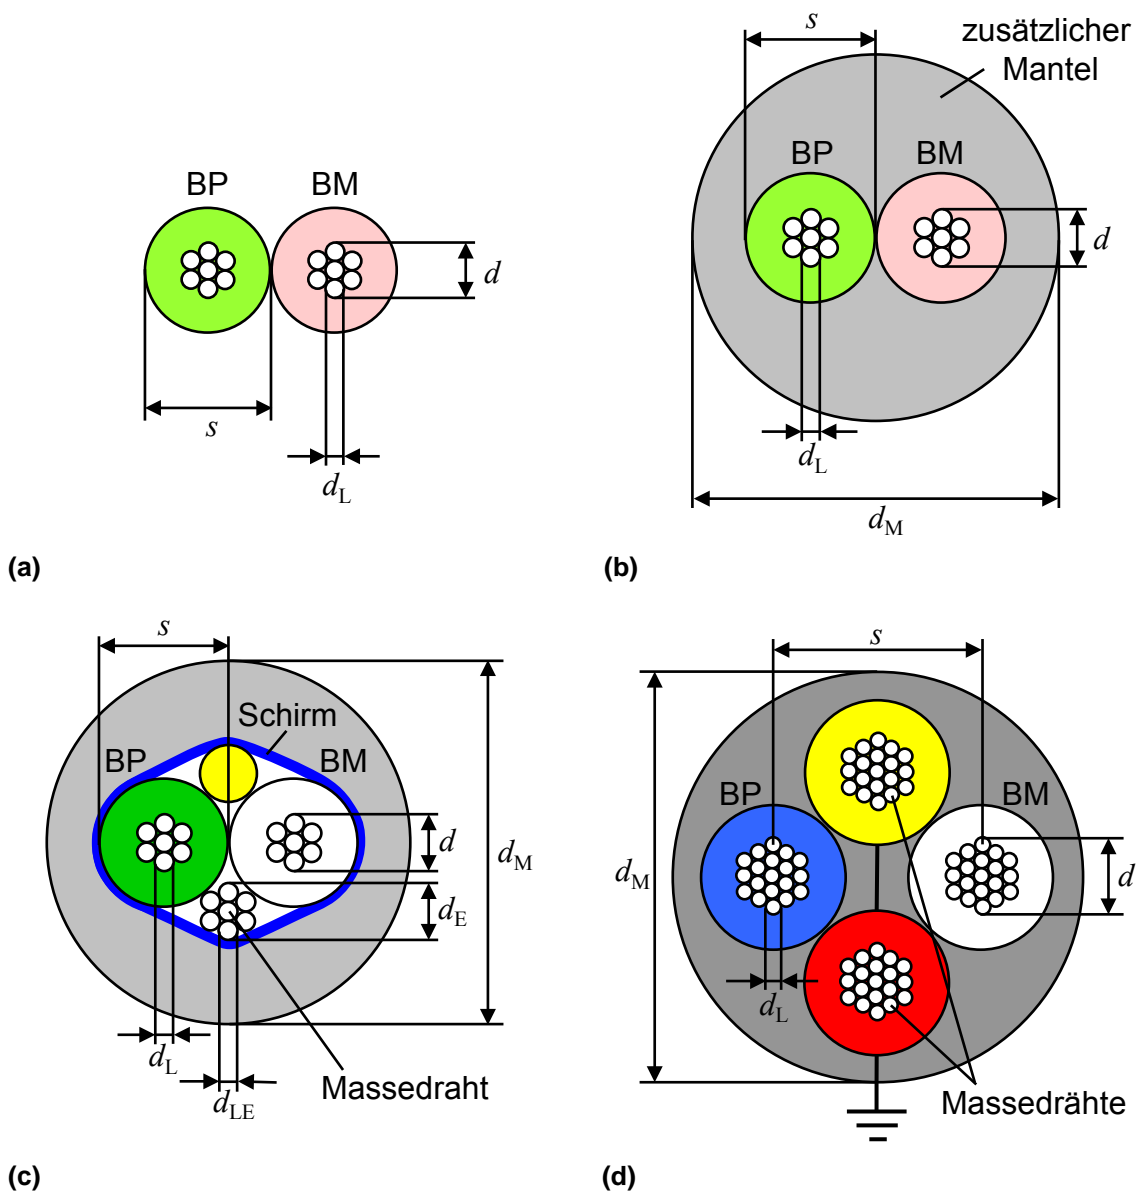 BP
BM
d
s
d_L
(a)
s
zusätzlicher
Mantel
BP
BM
d
d_L
d_M
(b)
s
Schirm
BP
BM
d
d_M
d_E
d_L
d_LE
Massedraht
(c)
s
BP
BM
d_M
d
d_L
Massedrähte
(d)